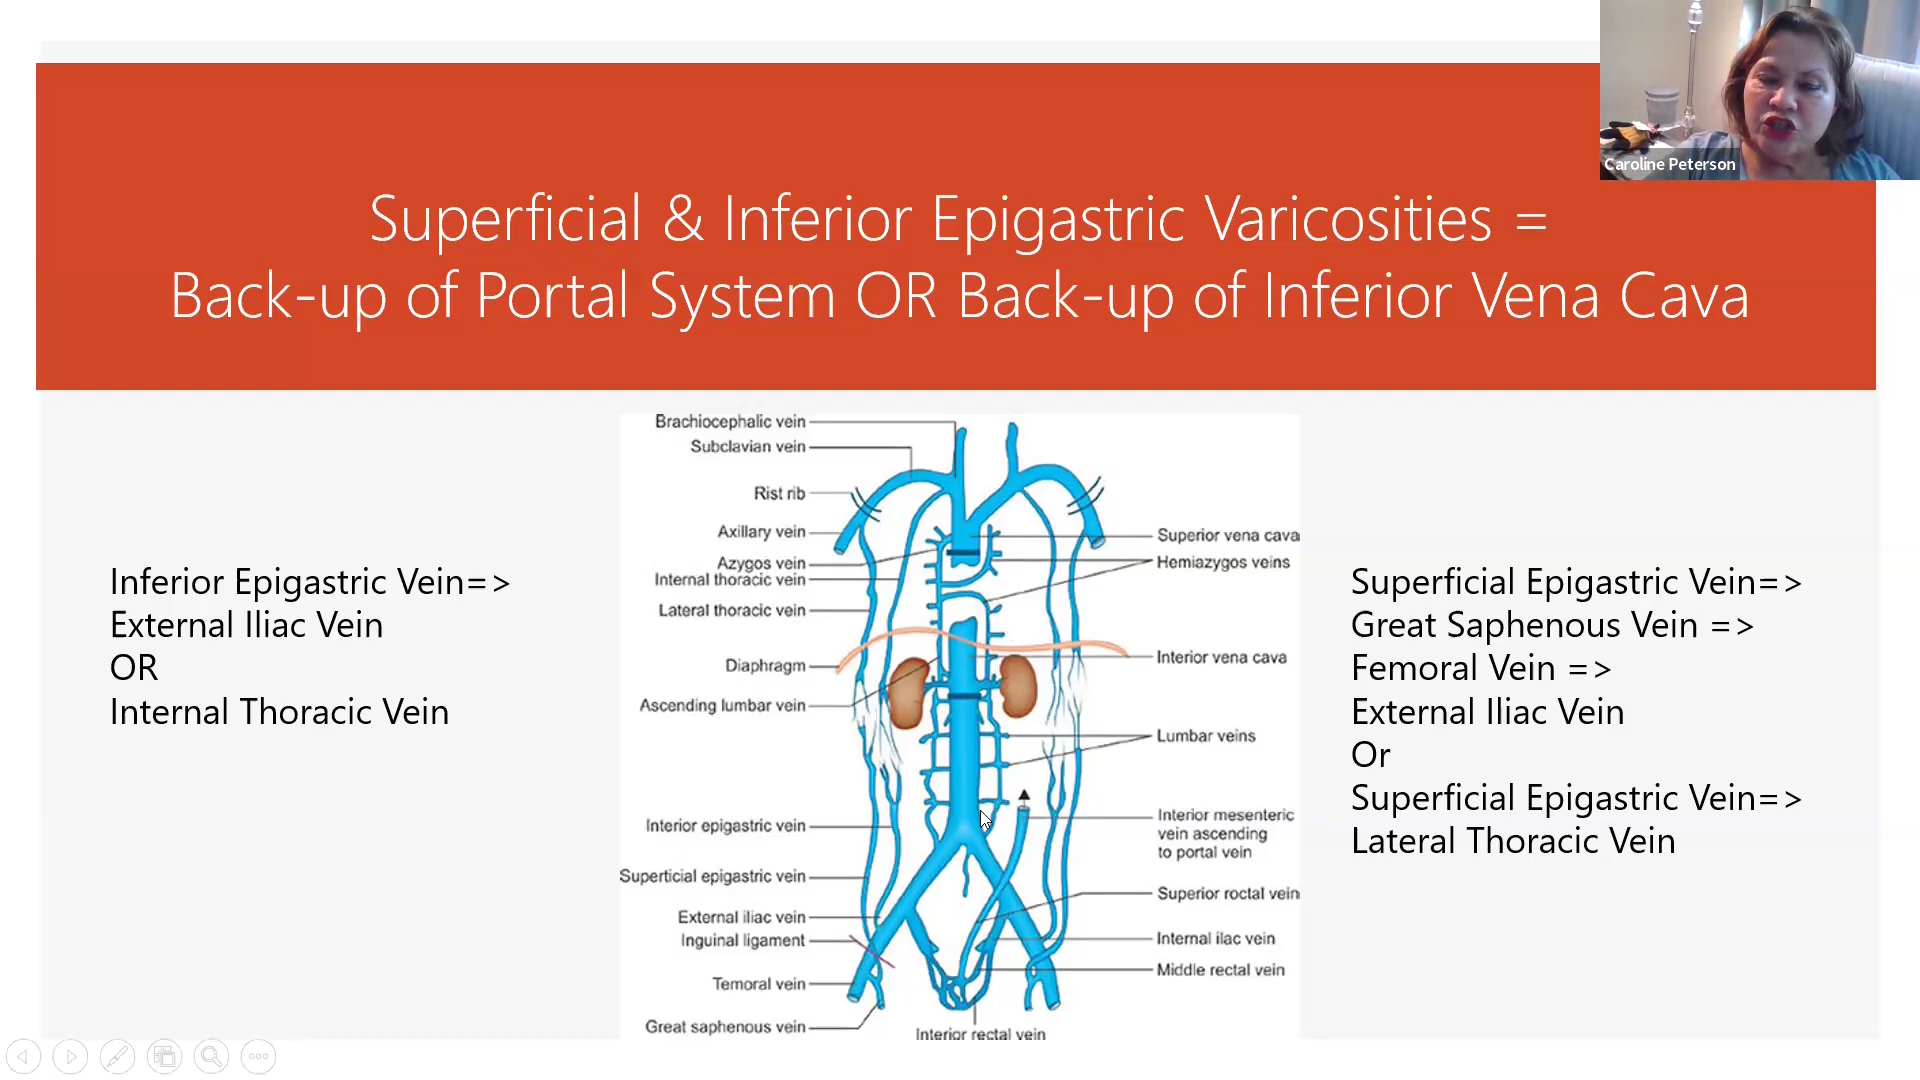 Caroline Peterson
Superficial & Inferior Epigastric Varicosities =
Back-up of Portal System OR Back-up of Inferior Vena Cava
Inferior Epigastric Vein=>
External Iliac Vein
OR
Internal Thoracic Vein
Brachiocephalic vein
Subclavian vein
Rist rib
Axillary vein
Azygos vein
Internal thoracic vein
Lateral thoracic vein
Diaphragm
Ascending lumbar vein
Interior epigastric vein
Superticial epigastric vein
External iliac vein
Inguinal ligament
Temoral vein
Great saphenous vein
Superior vena cava
Hemiazygos veins
Interior vena cava
Lumbar veins
Interior mesenteric
vein ascending
to portal vein
Superior roctal vein
Internal ilac vein
Middle rectal vein
Interior rectal vein
Superficial Epigastric Vein=>
Great Saphenous Vein =>
Femoral Vein =>
External Iliac Vein
Or
Superficial Epigastric Vein=>
Lateral Thoracic Vein